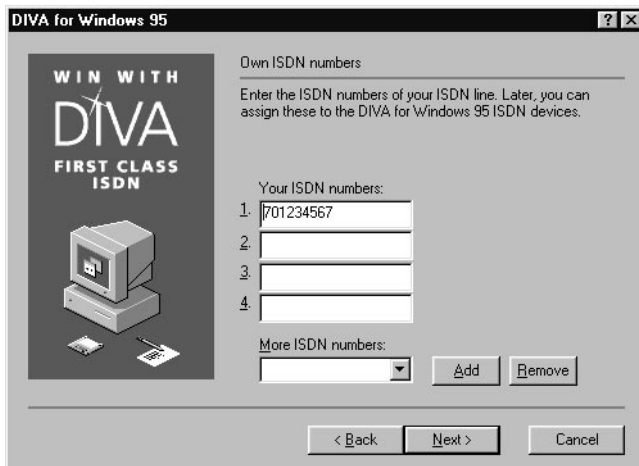 DIVA for Windows 95
WIN WITH
DIVA
FIRST CLASS
ISDN
Own ISDN numbers
Enter the ISDN numbers of your ISDN line. Later, you can
assign these to the DIVA for Windows 95 ISDN devices.
Your ISDN numbers:
1. 701234567
2.
3.
4.
More ISDN numbers:
Add Remove
< Back Next > Cancel